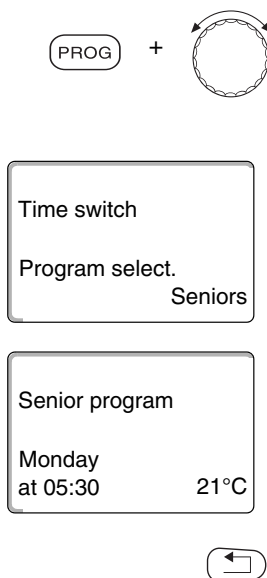 PROG +
Time switch
Program select.
Seniors
Senior program
Monday
at 05:30 21°C